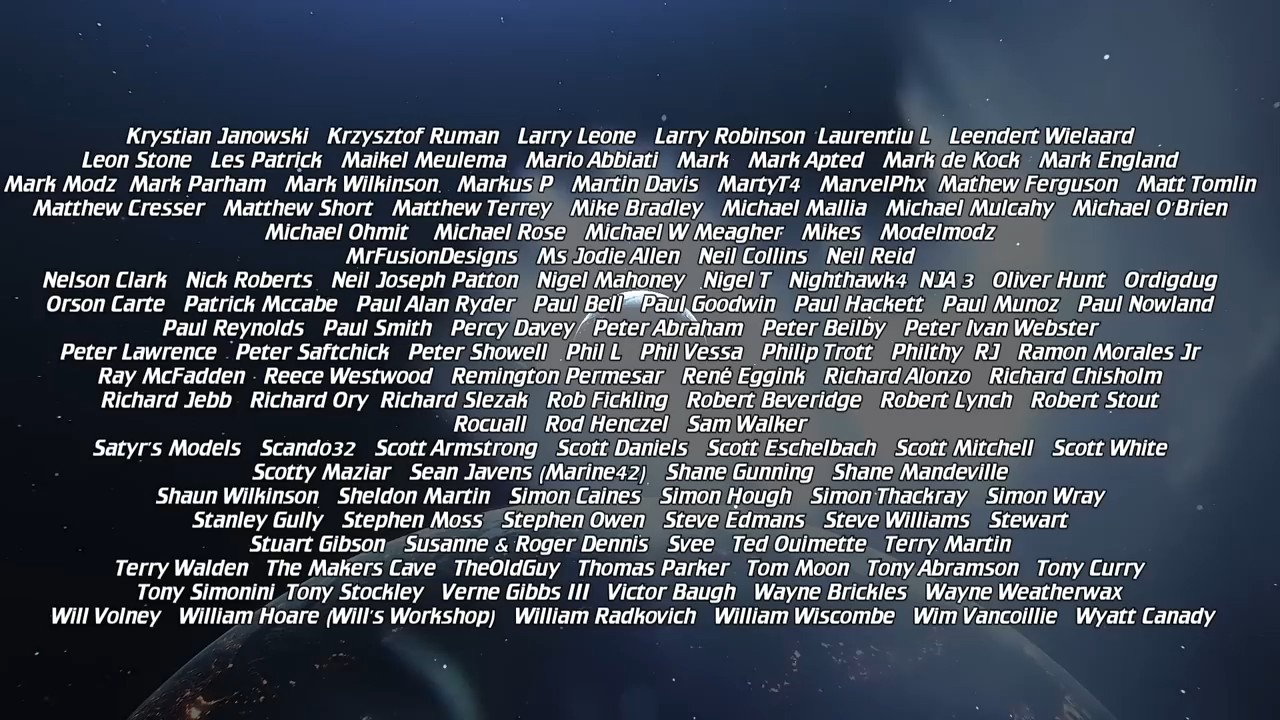 Krystian Janowski Krzysztof Ruman Larry Leone Larry Robinson Laurentiu L Leendert Wielaard
Leon Stone Les Patrick Maikel Meulema Mario Abbiati Mark Mark Apted Mark de Kock Mark England
Mark Modz Mark Parham Mark Wilkinson Markus P Martin Davis MartyT4 MarvelPhx Mathew Ferguson Matt Tomlin
Matthew Cresser Matthew Short Matthew Terrey Mike Bradley Michael Mallia Michael Mulcahy Michael O'Brien
Michael Ohmit Michael Rose Michael W Meagher Mikes Modelmodz
MrFusionDesigns Ms Jodie Allen Neil Collins Neil Reid
Nelson Clark Nick Roberts Neil Joseph Patton Nigel Mahoney Nigel T Nighthawk4 NJA 3 Oliver Hunt Ordigdug
Orson Carte Patrick Mccabe Paul Alan Ryder Paul Bell Paul Goodwin Paul Hackett Paul Munoz Paul Nowland
Paul Reynolds Paul Smith Percy Davey Peter Abraham Peter Beilby Peter Ivan Webster
Peter Lawrence Peter Saftchick Peter Showell Phil L Phil Vessa Philip Trott Philthy RJ Ramon Morales Jr
Ray McFadden Reece Westwood Remington Permesar René Eggink Richard Alonzo Richard Chisholm
Richard Jebb Richard Ory Richard Slezak Rob Fickling Robert Beveridge Robert Lynch Robert Stout
Rocuall Rod Henczel Sam Walker
Satyr's Models Scando32 Scott Armstrong Scott Daniels Scott Eschelbach Scott Mitchell Scott White
Scotty Maziar Sean Javens (Marine42) Shane Gunning Shane Mandeville
Shaun Wilkinson Sheldon Martin Simon Caines Simon Hough Simon Thackray Simon Wray
Stanley Gully Stephen Moss Stephen Owen Steve Edmans Steve Williams Stewart
Stuart Gibson Susanne & Roger Dennis Svee Ted Ouimette Terry Martin
Terry Walden The Makers Cave TheOldGuy Thomas Parker Tom Moon Tony Abramson Tony Curry
Tony Simonini Tony Stockley Verne Gibbs III Victor Baugh Wayne Brickles Wayne Weatherwax
Will Volney William Hoare (Will's Workshop) William Radkovich William Wiscombe Wim Vancoillie Wyatt Canady